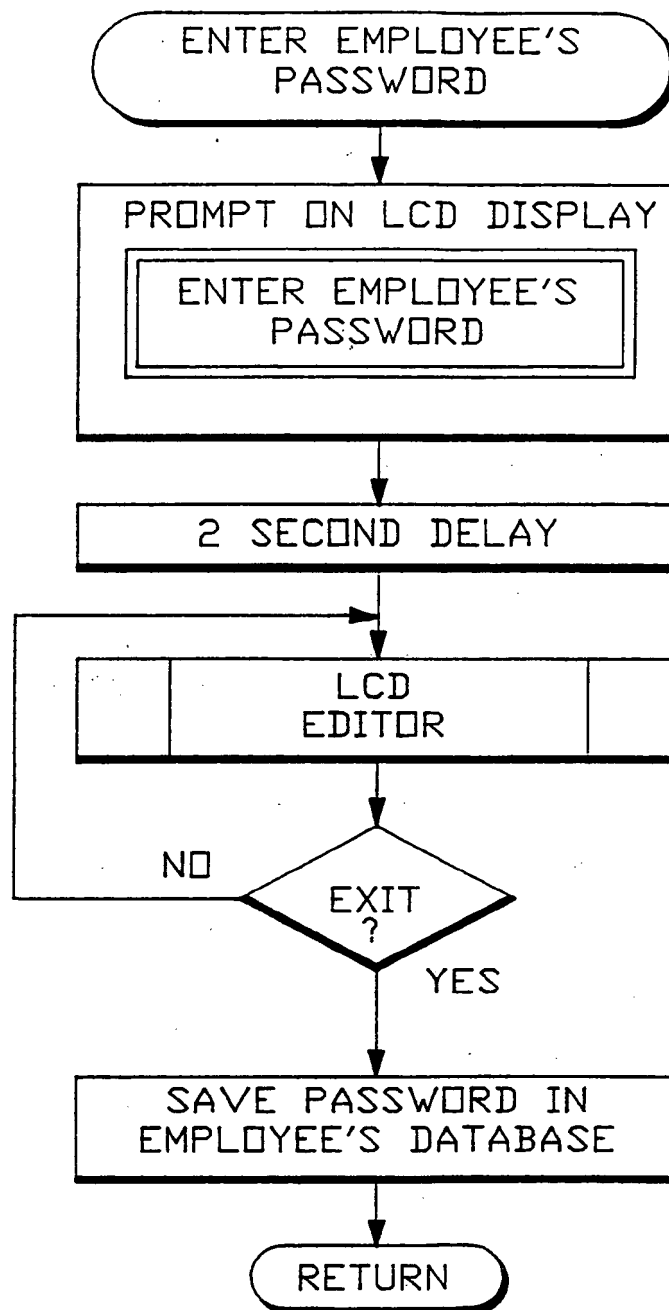 ENTER EMPLOYEE'S
PASSWORD
PROMPT ON LCD DISPLAY
ENTER EMPLOYEE'S
PASSWORD
2 SECOND DELAY
LCD
EDITOR
NO
EXIT
?
YES
SAVE PASSWORD IN
EMPLOYEE'S DATABASE
RETURN